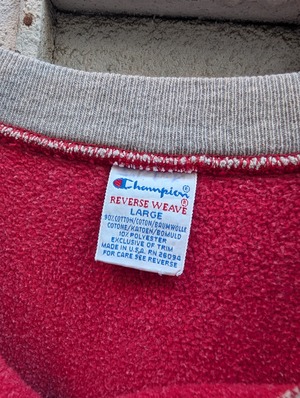 Champion®
REVERSE WEAVE®
LARGE
90% COTTON/COTON/BAUMWOLLE
COTONE/KATOEN/BOMULD
10% POLYESTER
EXCLUSIVE OF TRIM
MADE IN U.S.A. RN 26094
FOR CARE SEE REVERSE